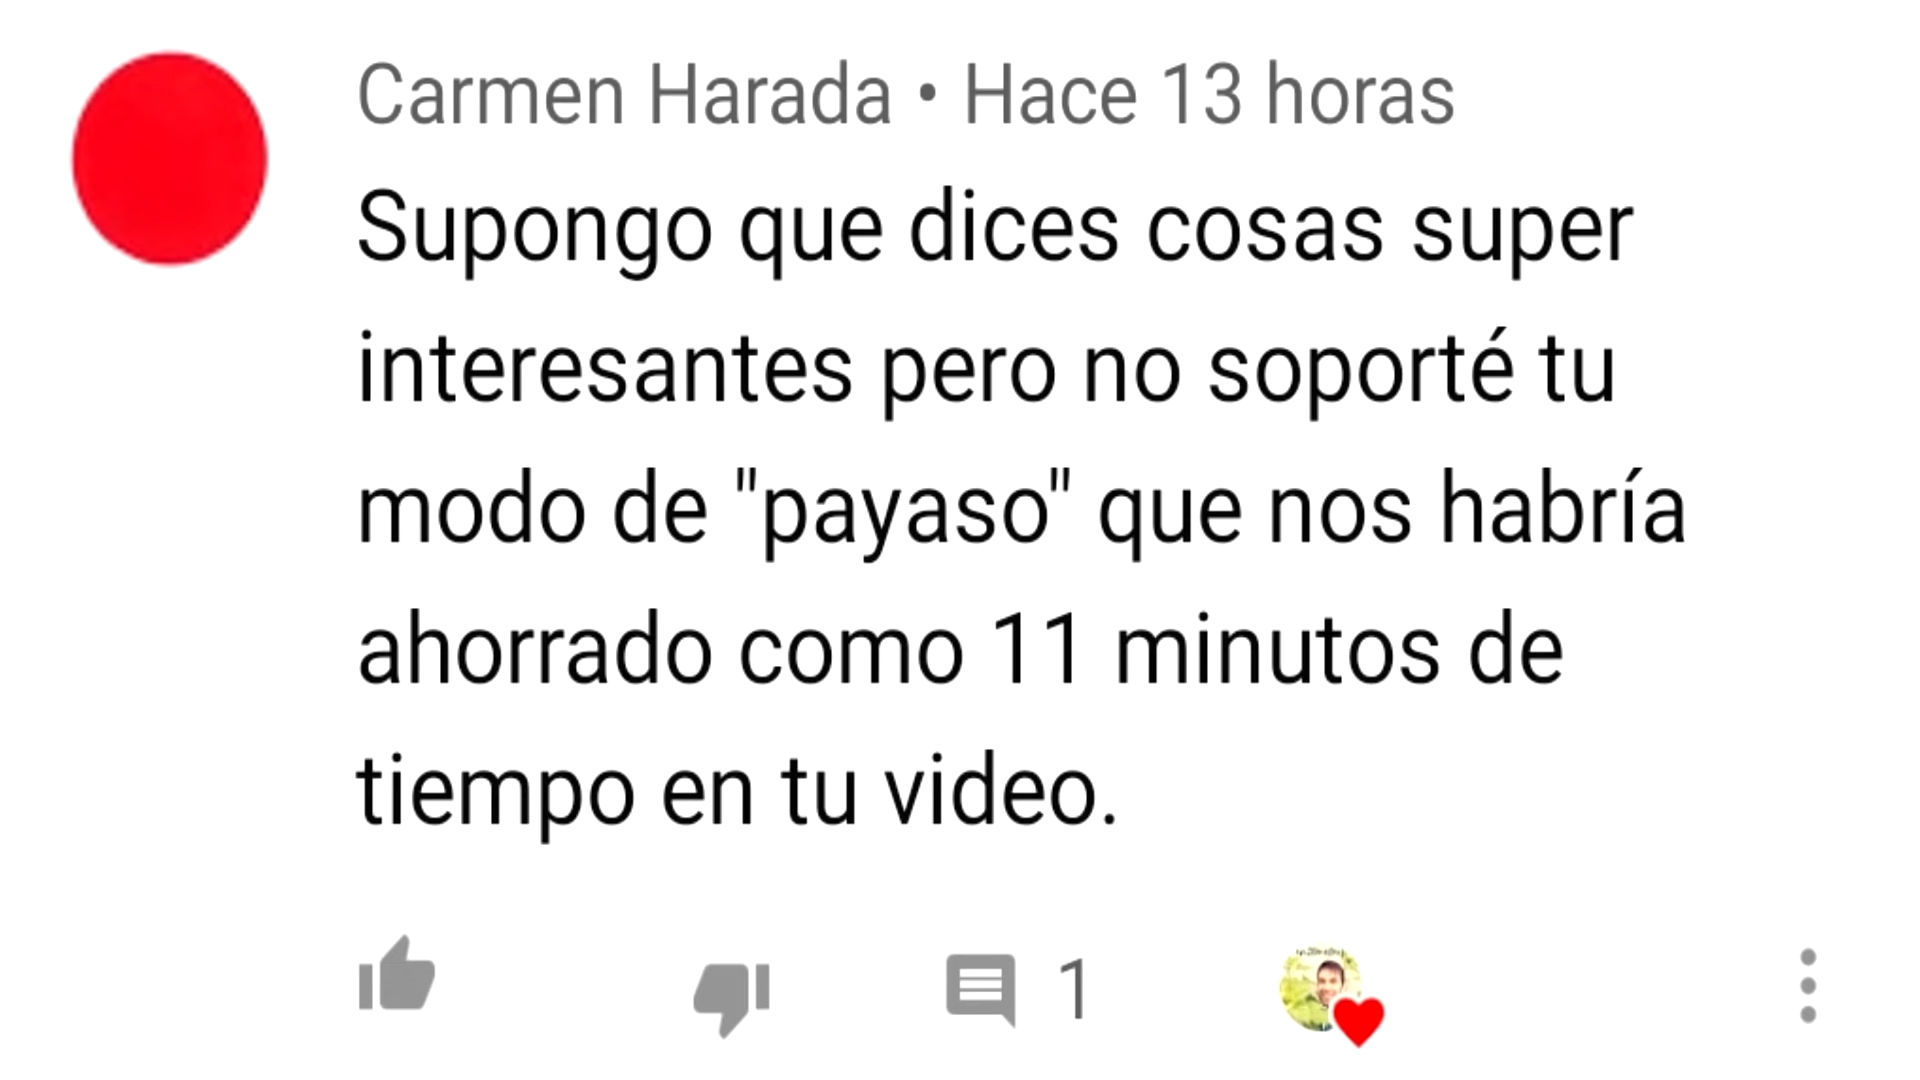 Carmen Harada • Hace 13 horas
Supongo que dices cosas super
interesantes pero no soporté tu
modo de "payaso" que nos habría
ahorrado como 11 minutos de
tiempo en tu video.
1